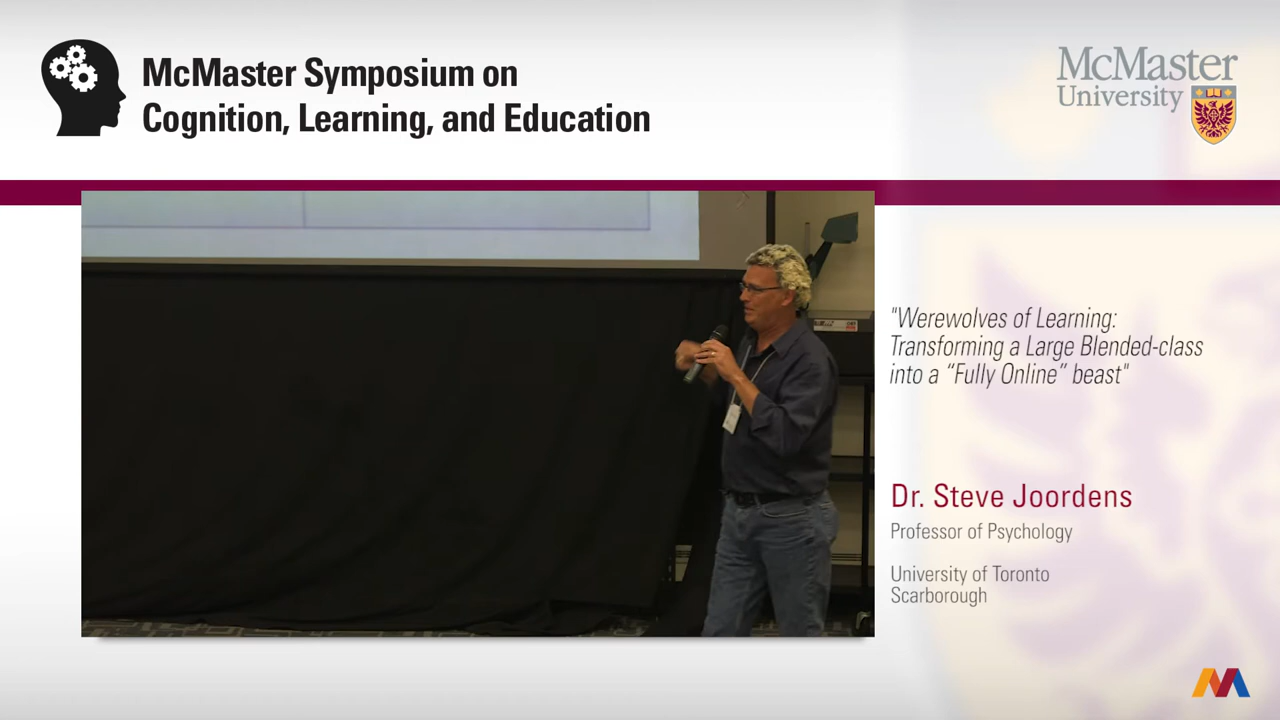 McMaster Symposium on
Cognition, Learning, and Education
McMaster
University
"Werewolves of Learning:
Transforming a Large Blended-class
into a “Fully Online” beast"
Dr. Steve Joordens
Professor of Psychology
University of Toronto
Scarborough